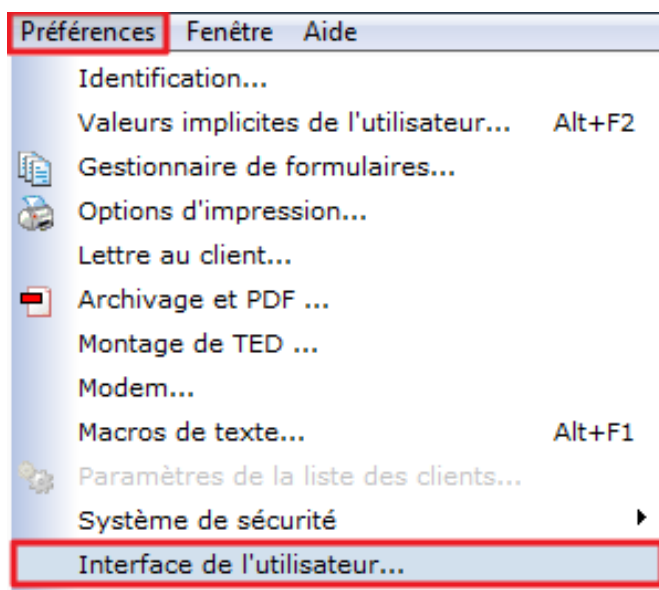 Préférences Fenêtre Aide
Identification...
Valeurs implicites de l'utilisateur... Alt+F2
Gestionnaire de formulaires...
Options d'impression...
Lettre au client...
Archivage et PDF ...
Montage de TED ...
Modem...
Macros de texte... Alt+F1
Paramètres de la liste des clients...
Système de sécurité
Interface de l'utilisateur...